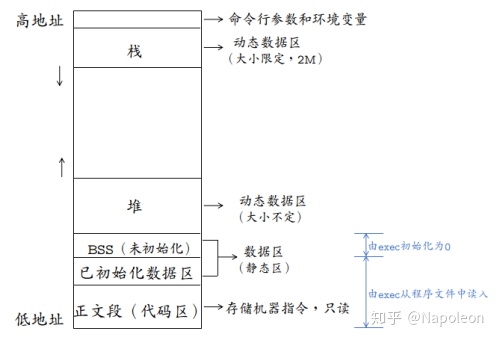 高地址
命令行参数和环境变量
栈
动态数据区
（大小限定，2M）
堆
动态数据区
（大小不定）
BSS（未初始化）
数据区
（静态区）
由exec初始化为0
已初始化数据区
由exec从程序文件中读入
低地址
正文段（代码区）
存储机器指令，只读
知乎 @Napoleon